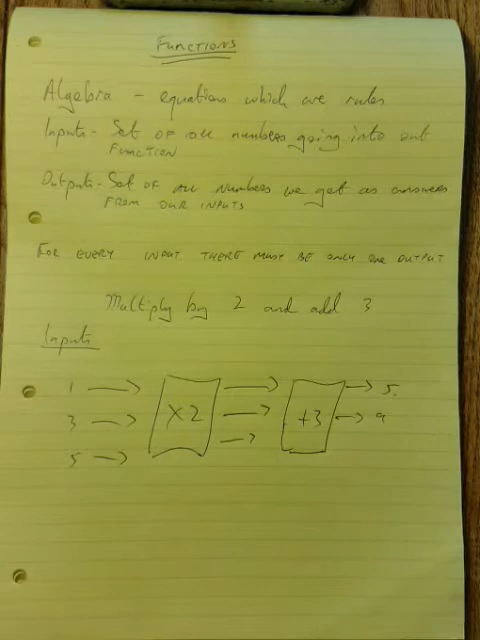 FUNCTIONS
Algebra - equations which are rules
Inputs - Set of all numbers going into our
FUNCTION
Outputs - Set of all numbers we get as answers
FROM OUR INPUTS
FOR EVERY INPUT THERE MUST BE ONLY ONE OUTPUT
Multiply by 2 and add 3
Inputs
1 → → → 5
3 → ×2 → +3 → 9
5 → →